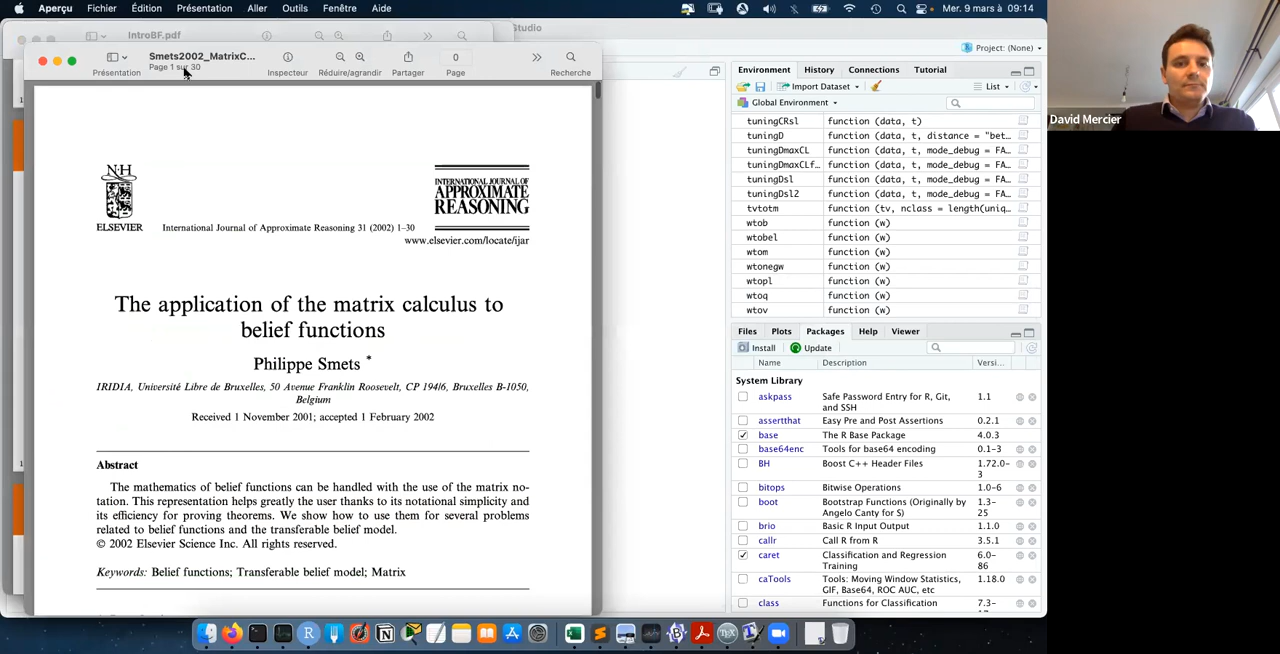 Aperçu Fichier Édition Présentation Aller Outils Fenêtre Aide
Mer. 9 mars à 09:14
IntroBF.pdf
Studio
Smets2002_MatrixC...
Page 1 sur 30
0
Présentation Inspecteur Réduire/agrandir Partager Page Recherche
N·H
ELSEVIER
INTERNATIONAL JOURNAL OF
APPROXIMATE
REASONING
International Journal of Approximate Reasoning 31 (2002) 1–30
www.elsevier.com/locate/ijar
The application of the matrix calculus to
belief functions
Philippe Smets *
IRIDIA, Université Libre de Bruxelles, 50 Avenue Franklin Roosevelt, CP 194/6, Bruxelles B-1050,
Belgium
Received 1 November 2001; accepted 1 February 2002
Abstract
The mathematics of belief functions can be handled with the use of the matrix no-
tation. This representation helps greatly the user thanks to its notational simplicity and
its efficiency for proving theorems. We show how to use them for several problems
related to belief functions and the transferable belief model.
© 2002 Elsevier Science Inc. All rights reserved.
Keywords: Belief functions; Transferable belief model; Matrix
Project: (None)
Environment History Connections Tutorial
Import Dataset List
Global Environment
tuningCRsl function (data, t)
tuningD function (data, t, distance = "bet…
tuningDmaxCL function (data, t, mode_debug = FA…
tuningDmaxCLf… function (data, t, mode_debug = FA…
tuningDsl function (data, t, mode_debug = FA…
tuningDsl2 function (data, t, mode_debug = FA…
tvtotm function (tv, nclass = length(uniq…
wtob function (w)
wtobel function (w)
wtom function (w)
wtonegw function (w)
wtopl function (w)
wtoq function (w)
wtov function (w)
Files Plots Packages Help Viewer
Install Update
Name Description Versi...
System Library
askpass Safe Password Entry for R, Git, and SSH 1.1
assertthat Easy Pre and Post Assertions 0.2.1
base The R Base Package 4.0.3
base64enc Tools for base64 encoding 0.1-3
BH Boost C++ Header Files 1.72.0-3
bitops Bitwise Operations 1.0-6
boot Bootstrap Functions (Originally by Angelo Canty for S) 1.3-25
brio Basic R Input Output 1.1.0
callr Call R from R 3.5.1
caret Classification and Regression Training 6.0-86
caTools Tools: Moving Window Statistics, GIF, Base64, ROC AUC, etc 1.18.0
class Functions for Classification 7.3-
David Mercier